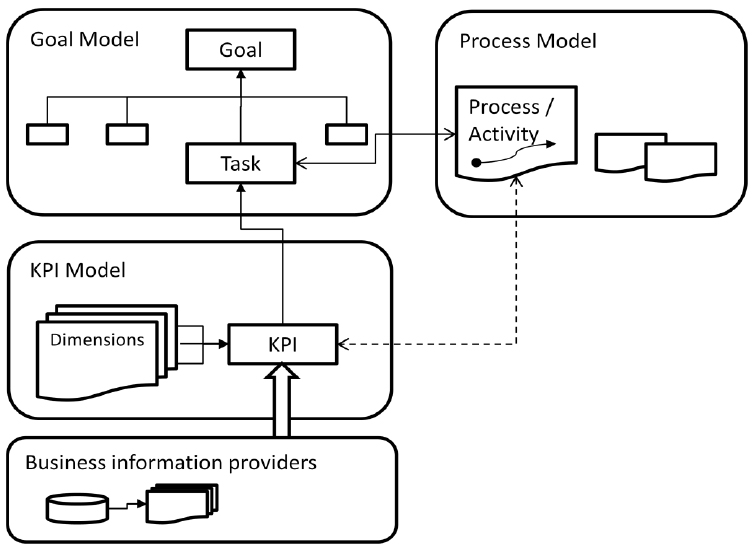 Goal Model
Goal
Task
Process Model
Process /
Activity
KPI Model
Dimensions
KPI
Business information providers